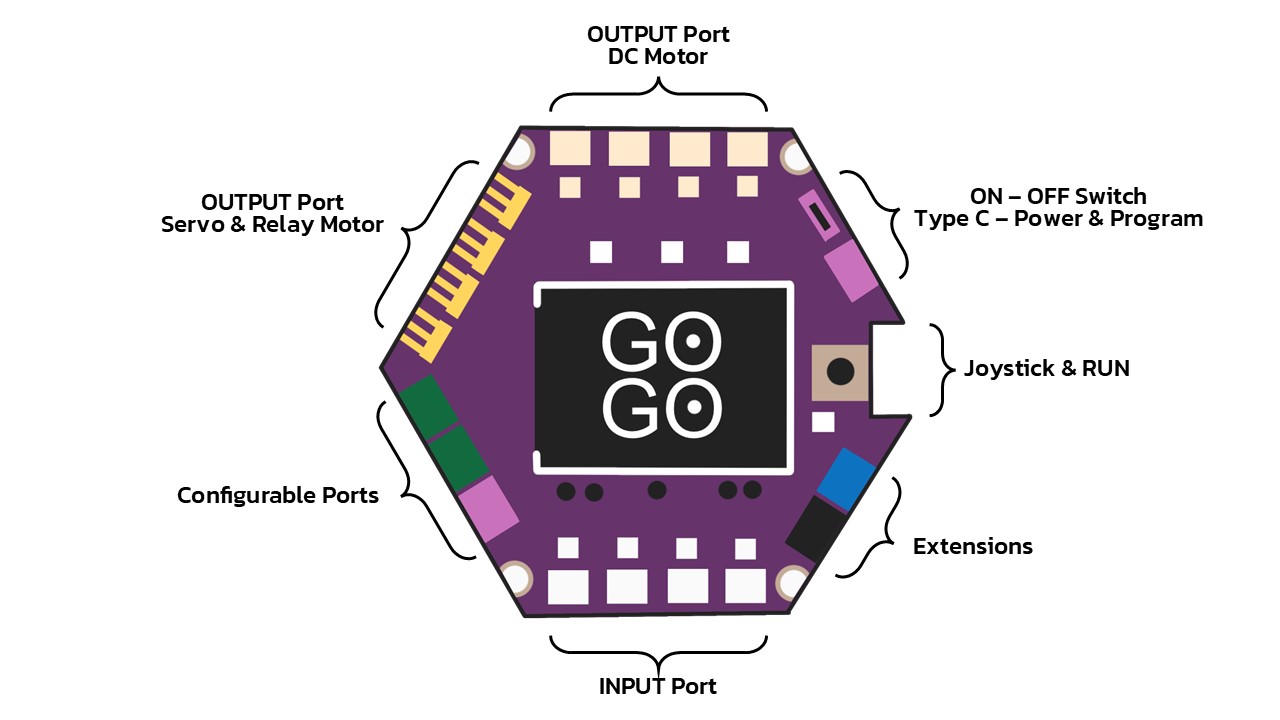 OUTPUT Port
DC Motor
OUTPUT Port
Servo & Relay Motor
ON – OFF Switch
Type C – Power & Program
GO
GO
Joystick & RUN
Configurable Ports
Extensions
INPUT Port